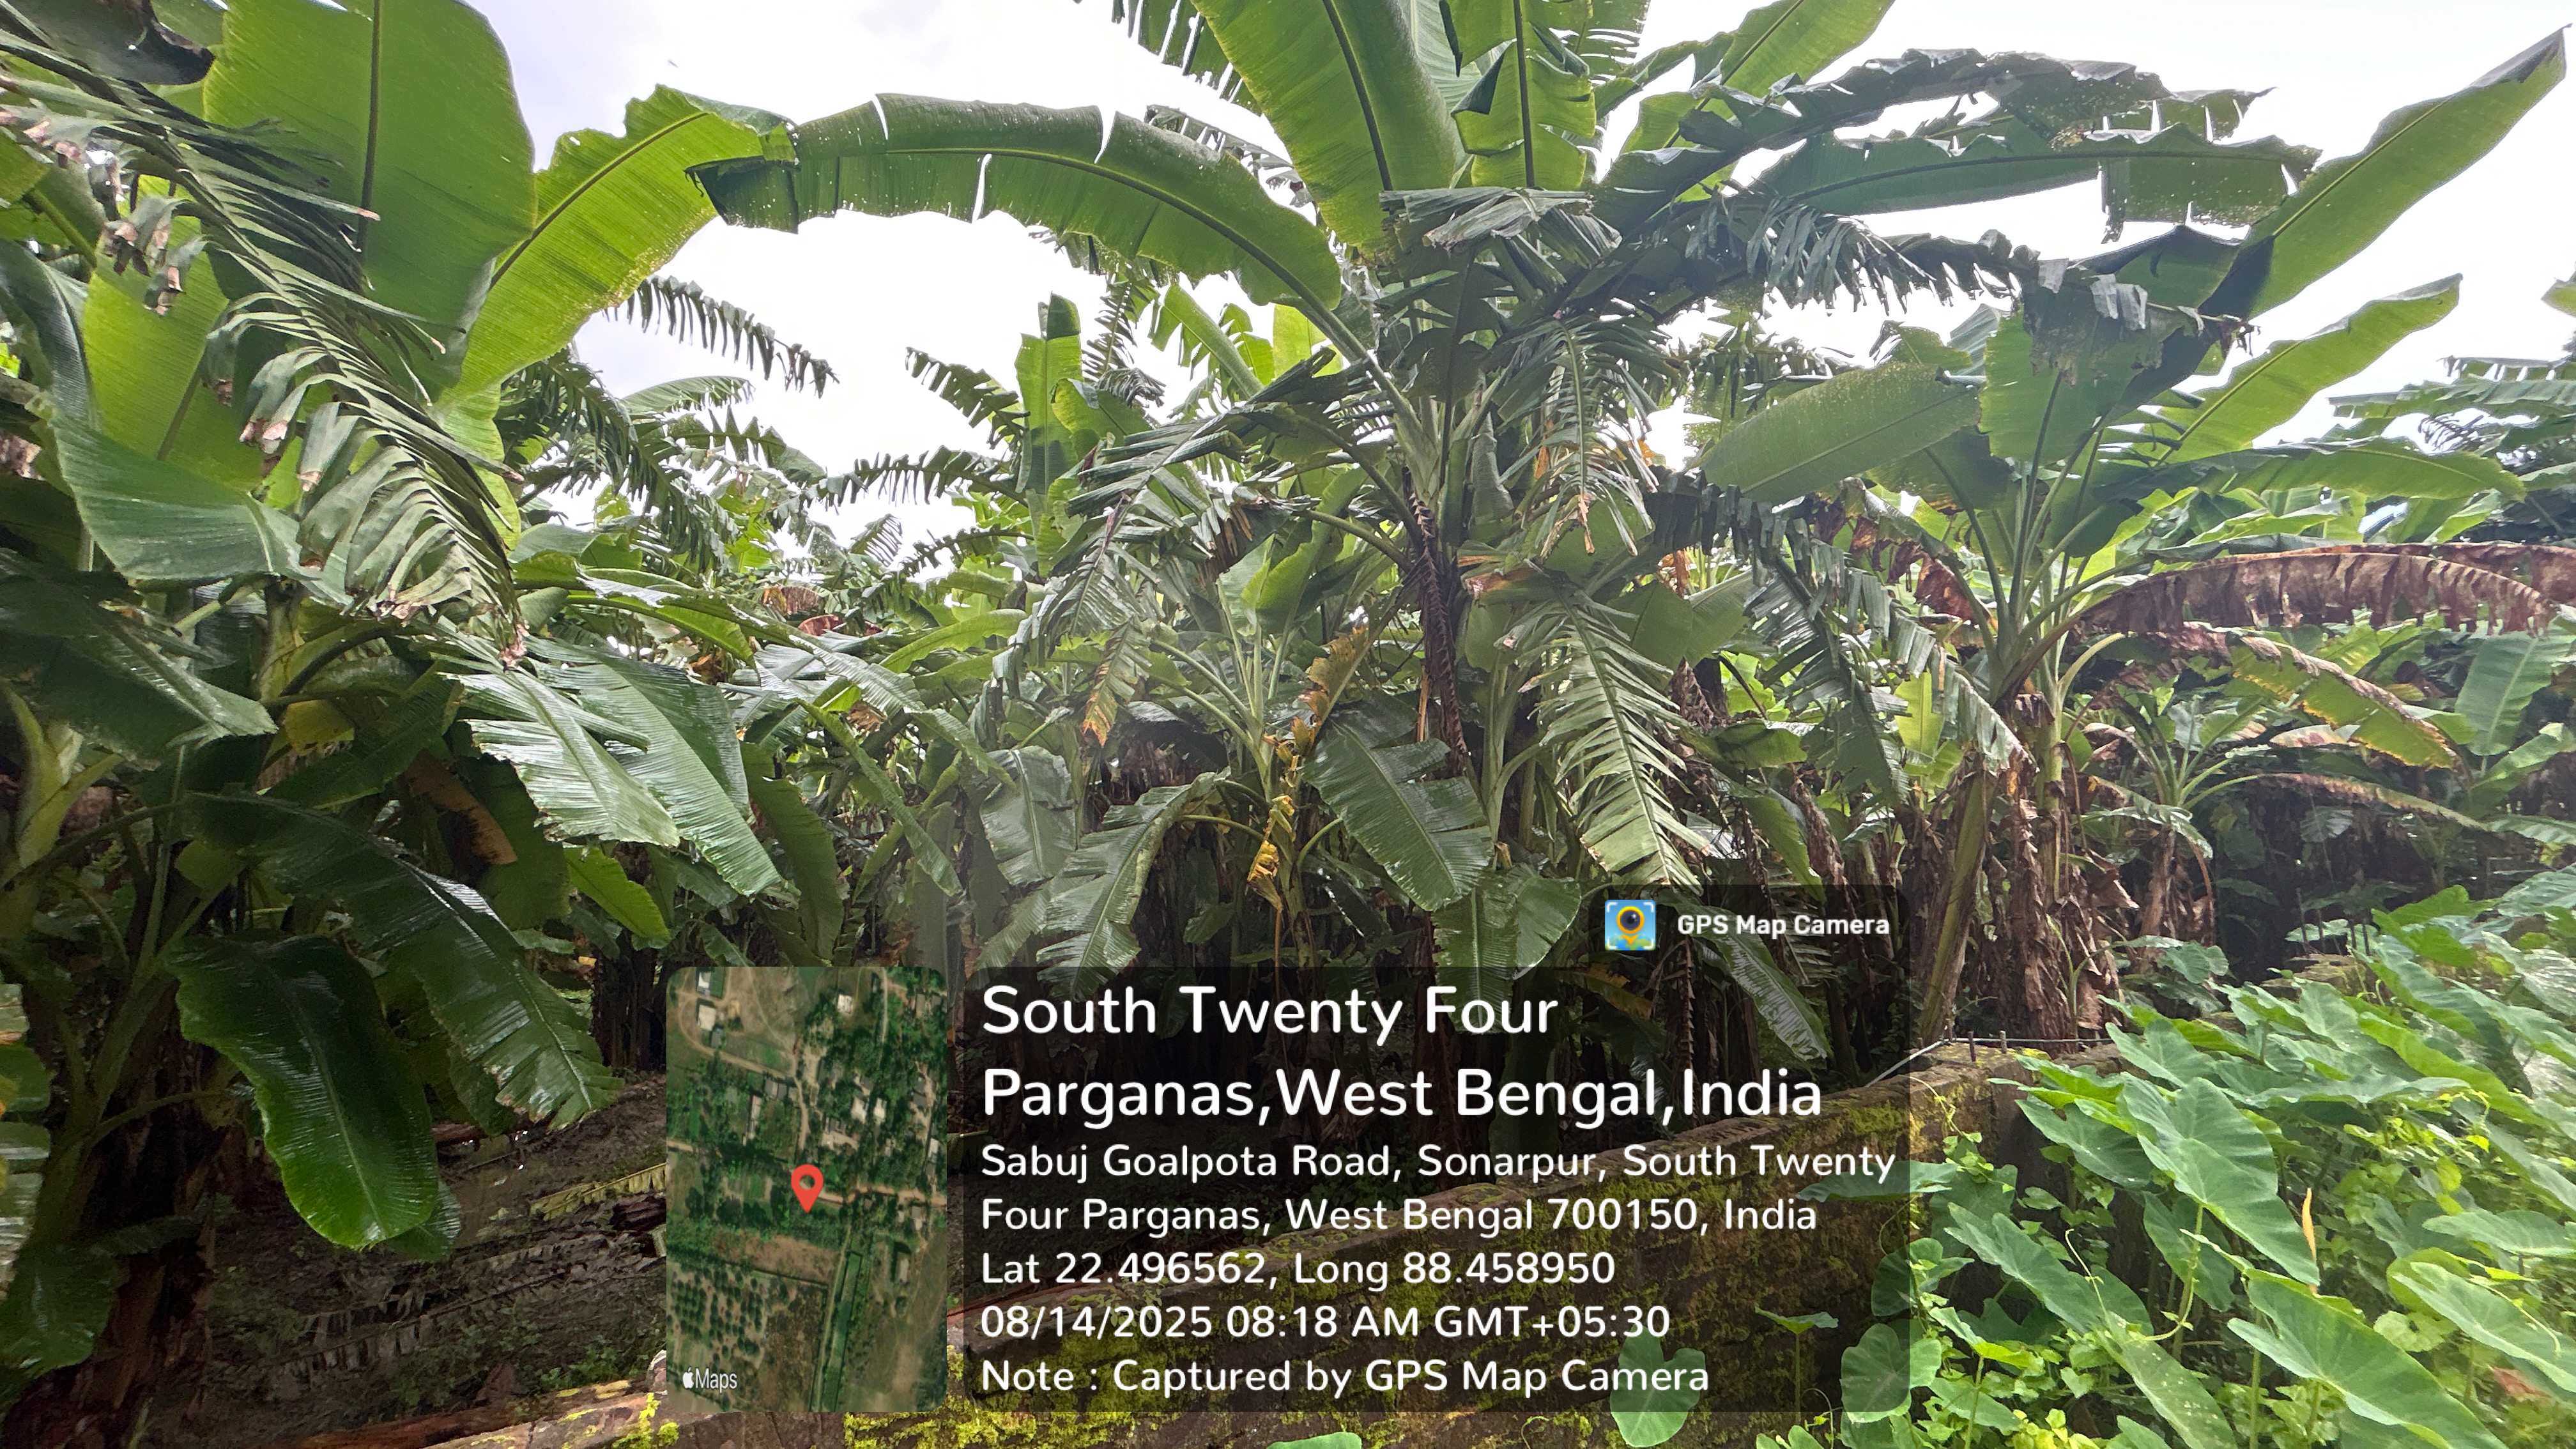 GPS Map Camera
South Twenty Four
Parganas,West Bengal,India
Sabuj Goalpota Road, Sonarpur, South Twenty
Four Parganas, West Bengal 700150, India
Lat 22.496562, Long 88.458950
08/14/2025 08:18 AM GMT+05:30
Note : Captured by GPS Map Camera
Maps